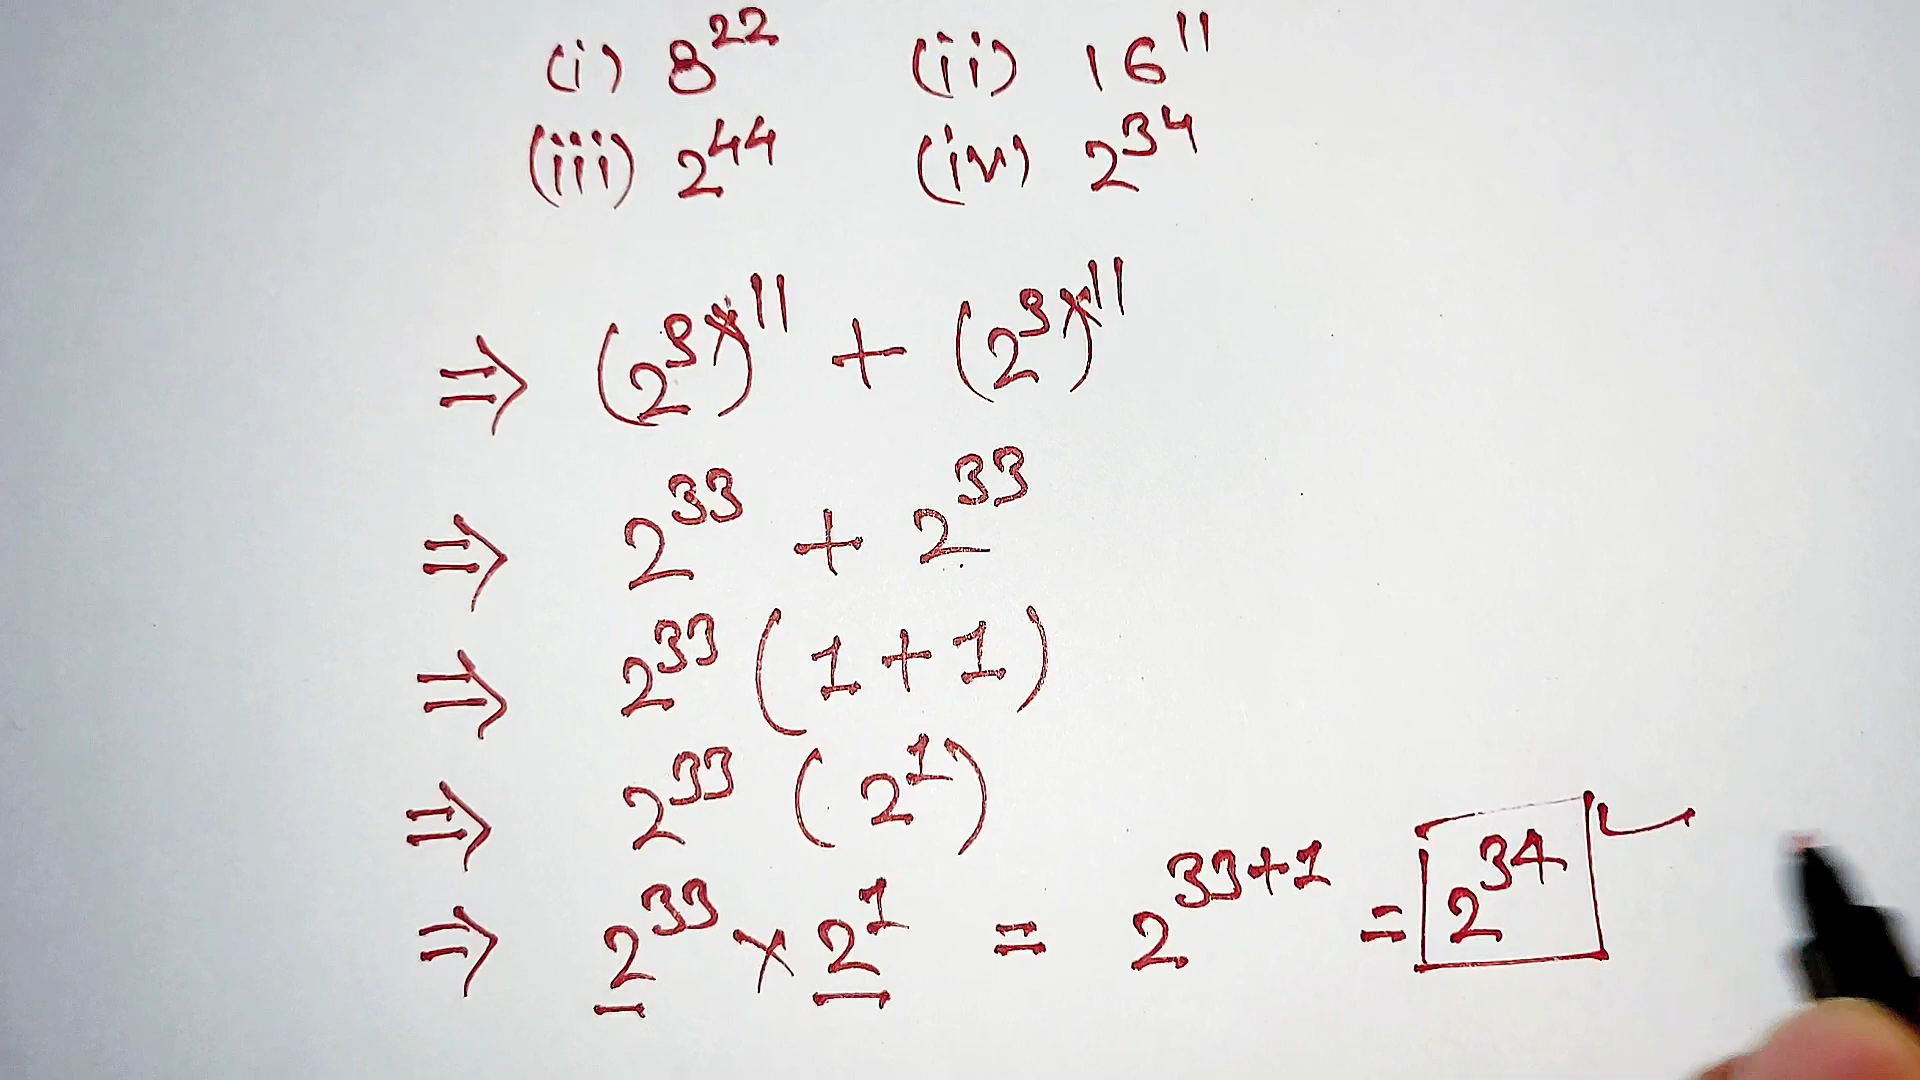 (i) 8^22 (ii) 16^11
(iii) 2^44 (iv) 2^34
⇒ (2^3×)^11 + (2^3×)^11
⇒ 2^33 + 2^33
⇒ 2^33 (1+1)
⇒ 2^33 (2^1)
⇒ 2^33 × 2^1 = 2^33+1 = 2^34 ✓